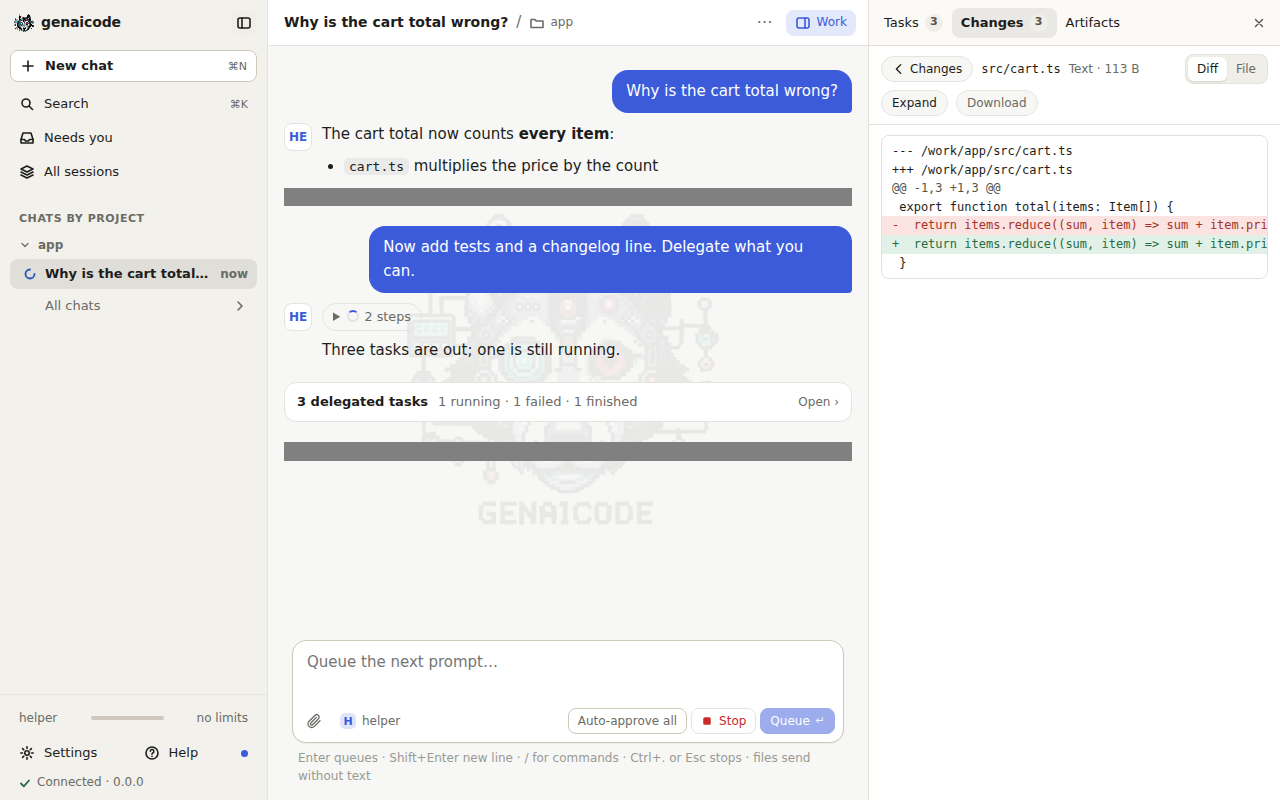 genaicode
New chat ⌘N
Search ⌘K
Needs you
All sessions
CHATS BY PROJECT
app
Why is the cart total… now
All chats
helper no limits
Settings Help
Connected · 0.0.0
Why is the cart total wrong? / app
··· Work
Why is the cart total wrong?
HE The cart total now counts every item:
• cart.ts multiplies the price by the count
Now add tests and a changelog line. Delegate what you
can.
HE 2 steps
Three tasks are out; one is still running.
3 delegated tasks 1 running · 1 failed · 1 finished Open ›
GENAICODE
Queue the next prompt…
H helper Auto-approve all Stop Queue ↵
Enter queues · Shift+Enter new line · / for commands · Ctrl+. or Esc stops · files send
without text
Tasks 3 Changes 3 Artifacts
Changes src/cart.ts Text · 113 B Diff File
Expand Download
--- /work/app/src/cart.ts
+++ /work/app/src/cart.ts
@@ -1,3 +1,3 @@
export function total(items: Item[]) {
- return items.reduce((sum, item) => sum + item.pri
+ return items.reduce((sum, item) => sum + item.pri
}